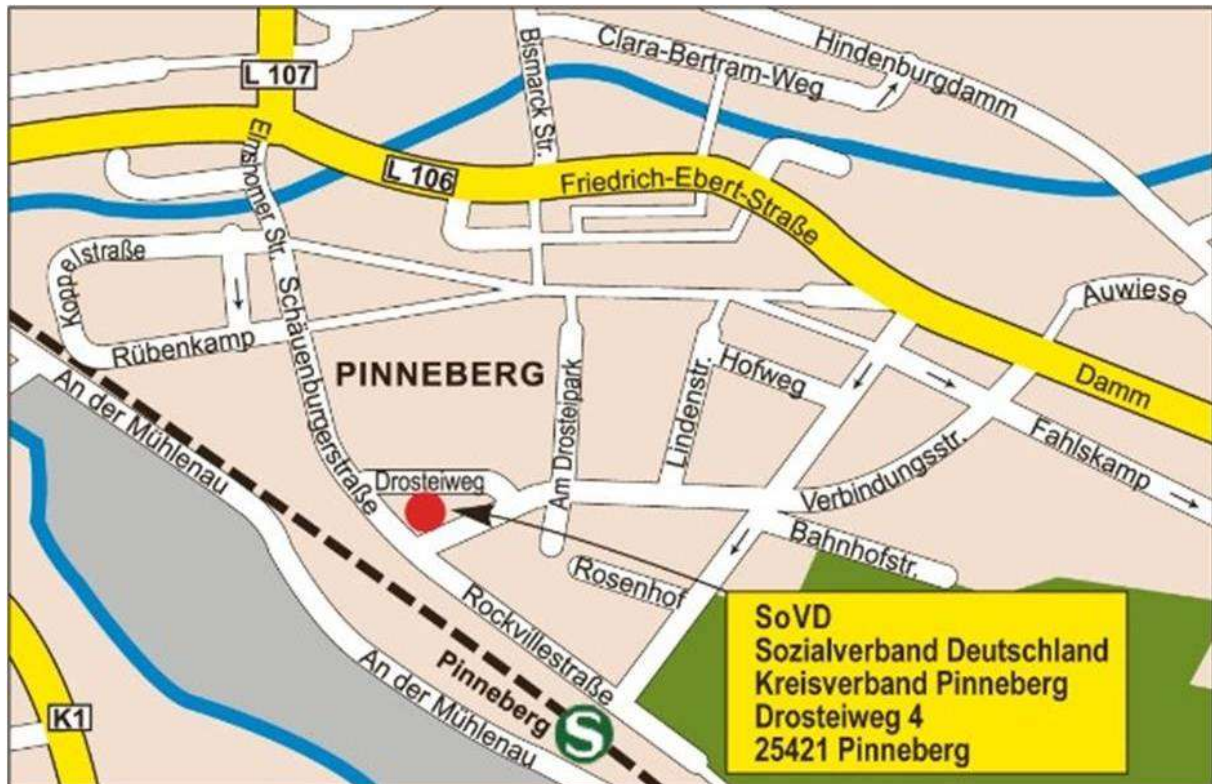 L 107
Bismarck Str.
Clara-Bertram-Weg
Hindenburgdamm
Elmshorner Str.
L 106
Friedrich-Ebert-Straße
Koppelstraße
Schäuenburgerstraße
Auwiese
Rübenkamp
PINNEBERG
Hofweg
Damm
An der Mühlenau
Lindenstr.
Am Drosteipark
Fahlskamp
Drosteiweg
Verbindungsstr.
Bahnhofstr.
Rosenhof
Rockvillestraße
SoVD
Sozialverband Deutschland
Kreisverband Pinneberg
Drosteiweg 4
25421 Pinneberg
An der Mühlenau
Pinneberg
S
K1